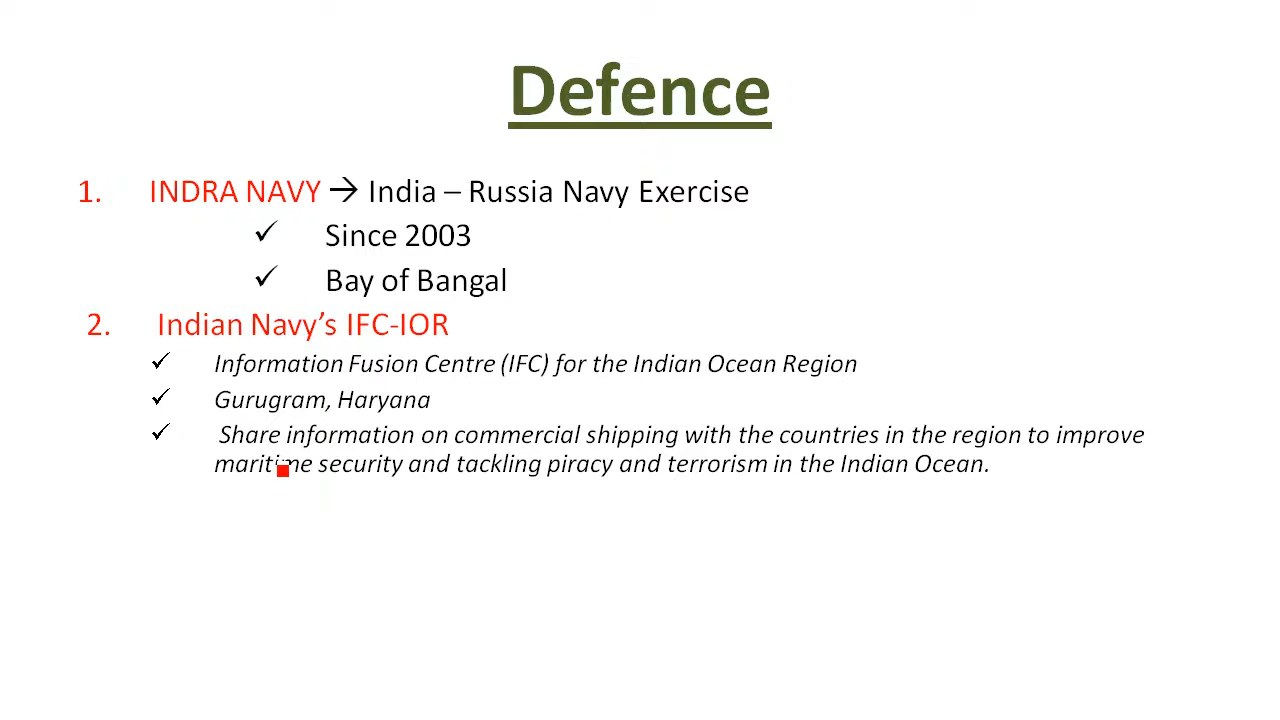 Defence
1. INDRA NAVY → India – Russia Navy Exercise
✓ Since 2003
✓ Bay of Bangal
2. Indian Navy’s IFC-IOR
✓ Information Fusion Centre (IFC) for the Indian Ocean Region
✓ Gurugram, Haryana
✓ Share information on commercial shipping with the countries in the region to improve
maritime security and tackling piracy and terrorism in the Indian Ocean.